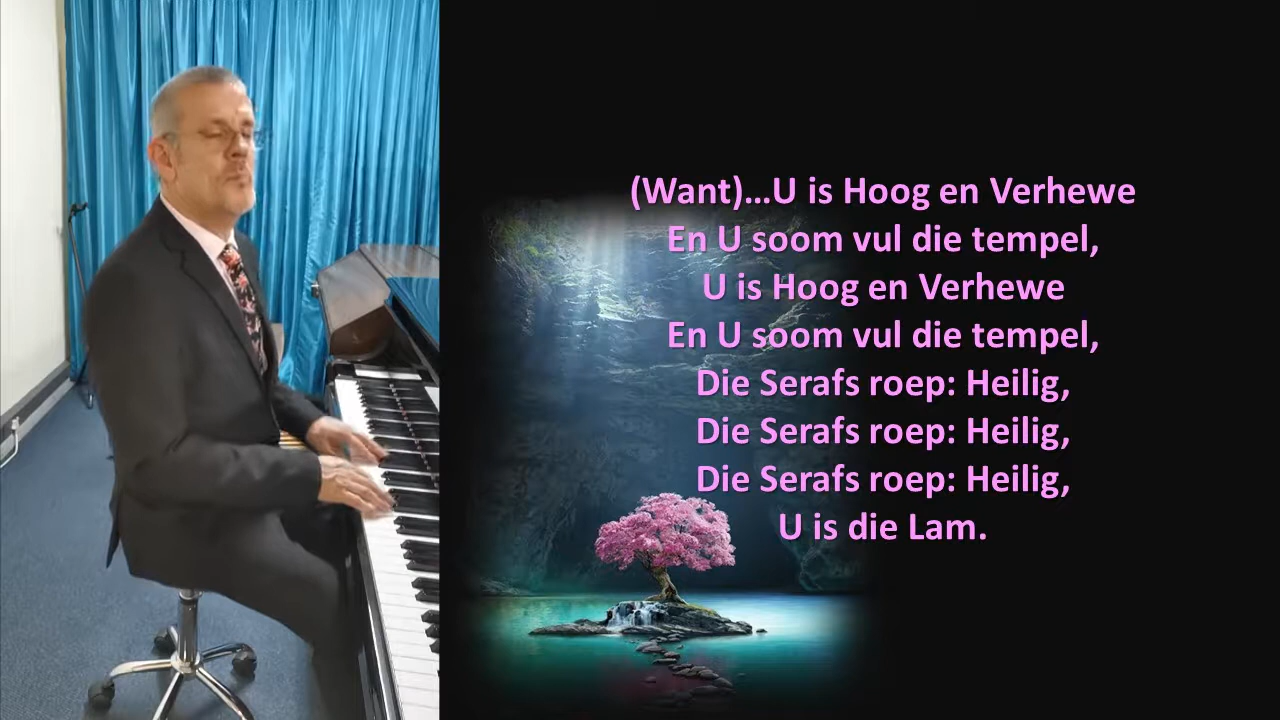 (Want)...U is Hoog en Verhewe
En U soom vul die tempel,
U is Hoog en Verhewe
En U soom vul die tempel,
Die Serafs roep: Heilig,
Die Serafs roep: Heilig,
Die Serafs roep: Heilig,
U is die Lam.